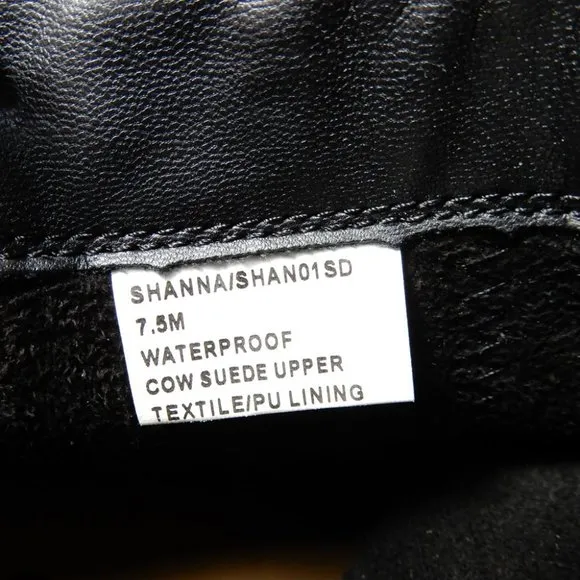 SHANNA/SHAN01SD
7.5M
WATERPROOF
COW SUEDE UPPER
TEXTILE/PU LINING